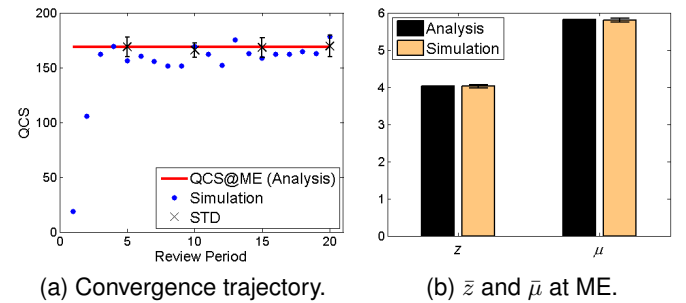 200
150
100
50
0
QCS
0 5 10 15 20
Review Period
QCS@ME (Analysis)
Simulation
STD
(a) Convergence trajectory.
6
5
4
3
2
1
0
Analysis
Simulation
z μ
(b) z̄ and μ̄ at ME.